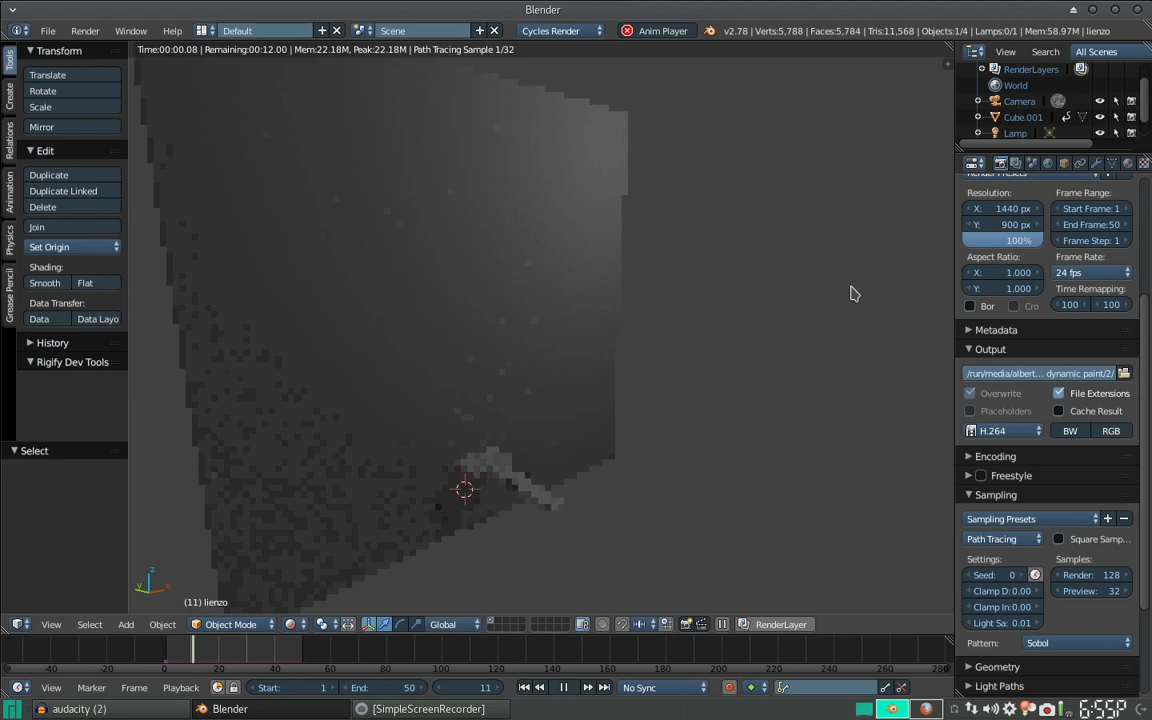 Blender
File Render Window Help Default Scene Cycles Render Anim Player v2.78 | Verts:5,788 | Faces:5,784 | Tris:11,568 | Objects:1/4 | Lamps:0/1 | Mem:58.97M | lienzo
Time:00:00.08 | Remaining:00:12.00 | Mem:22.18M, Peak:22.18M | Path Tracing Sample 1/32
View Search All Scenes
RenderLayers
World
Camera
Cube.001
Lamp
Tools
Create
Relations
Animation
Physics
Grease Pencil
Transform
Translate
Rotate
Scale
Mirror
Edit
Duplicate
Duplicate Linked
Delete
Join
Set Origin
Shading:
Smooth Flat
Data Transfer:
Data Data Layo
History
Rigify Dev Tools
Select
z
y x
(11) lienzo
Render Presets
Resolution: Frame Range:
X: 1440 px Start Frame: 1
Y: 900 px End Frame:50
100% Frame Step: 1
Aspect Ratio: Frame Rate:
X: 1.000 24 fps
Y: 1.000 Time Remapping:
Bor Cro 100 100
Metadata
Output
/run/media/albert... dynamic paint/2/
Overwrite File Extensions
Placeholders Cache Result
H.264 BW RGB
Encoding
Freestyle
Sampling
Sampling Presets
Path Tracing Square Samp...
Settings: Samples:
Seed: 0 Render: 128
Clamp D:0.00 Preview: 32
Clamp In:0.00
Light Sa: 0.01
Pattern: Sobol
Geometry
Light Paths
View Select Add Object Object Mode Global RenderLayer
-40 -20 0 20 40 60 80 100 120 140 160 180 200 220 240 260 280
View Marker Frame Playback Start: 1 End: 50 11 No Sync
audacity (2) Blender [SimpleScreenRecorder] 6:55P